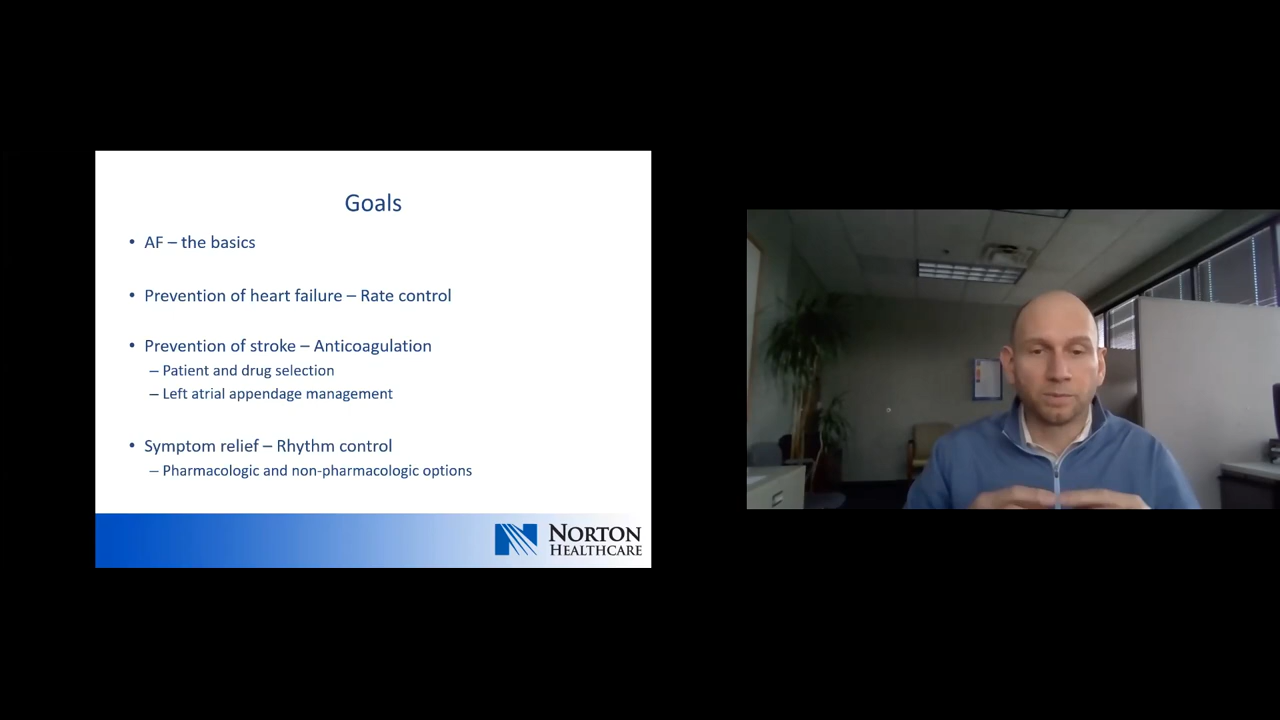 Goals
• AF – the basics
• Prevention of heart failure – Rate control
• Prevention of stroke – Anticoagulation
– Patient and drug selection
– Left atrial appendage management
• Symptom relief – Rhythm control
– Pharmacologic and non-pharmacologic options
NORTON
HEALTHCARE